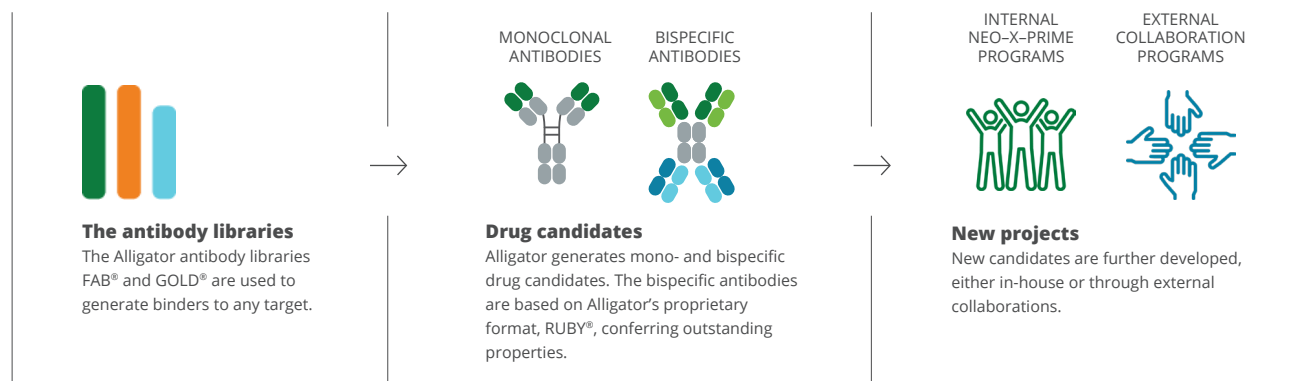 The antibody libraries
The Alligator antibody libraries
FAB® and GOLD® are used to
generate binders to any target.
MONOCLONAL
ANTIBODIES
BISPECIFIC
ANTIBODIES
Drug candidates
Alligator generates mono- and bispecific
drug candidates. The bispecific antibodies
are based on Alligator’s proprietary
format, RUBY®, conferring outstanding
properties.
INTERNAL
NEO–X–PRIME
PROGRAMS
EXTERNAL
COLLABORATION
PROGRAMS
New projects
New candidates are further developed,
either in-house or through external
collaborations.